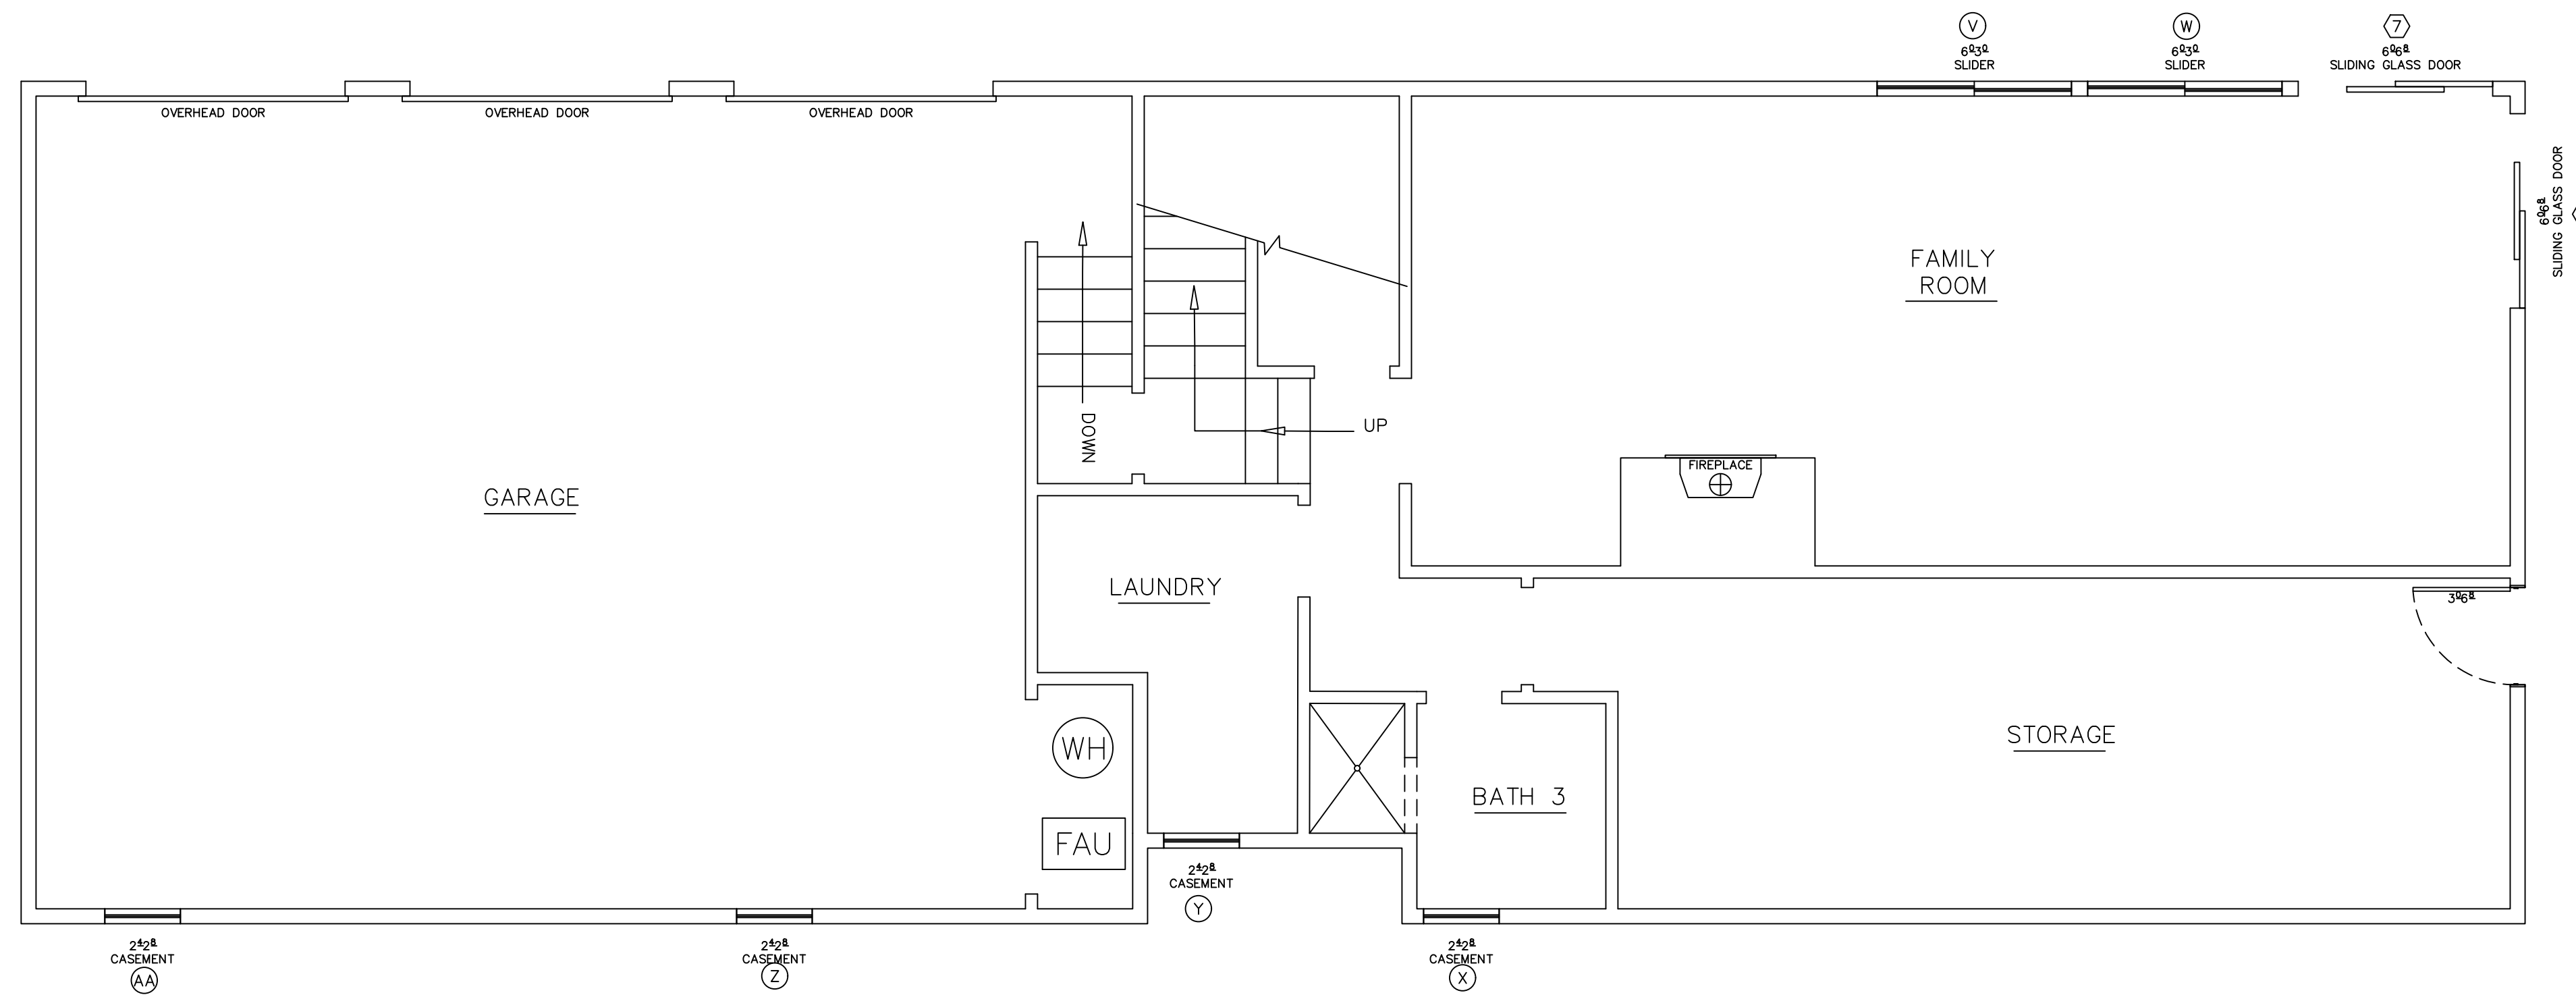 V
6⁰3⁰
SLIDER
W
6⁰3⁰
SLIDER
7
6⁰6⁸
SLIDING GLASS DOOR
OVERHEAD DOOR
OVERHEAD DOOR
OVERHEAD DOOR
6⁰6⁸
SLIDING GLASS DOOR
FAMILY
ROOM
DOWN
UP
FIREPLACE
GARAGE
LAUNDRY
3⁰6⁸
WH
STORAGE
BATH 3
FAU
2⁴2⁸
CASEMENT
Y
2⁴2⁸
CASEMENT
AA
2⁴2⁸
CASEMENT
Z
2⁴2⁸
CASEMENT
X